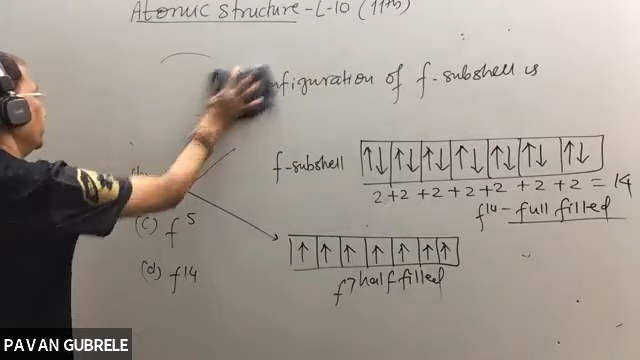 Atomic structure - L-10 (11th)
nfiguration of f-subshell is
f-subshell ↑↓ ↑↓ ↑↓ ↑↓ ↑↓ ↑↓ ↑↓
2+2+2+2+2+2+2 = 14
f¹⁴ - full filled
(c) f⁵
↑ ↑ ↑ ↑ ↑ ↑ ↑
(d) f¹⁴
f⁷ half filled
PAVAN GUBRELE